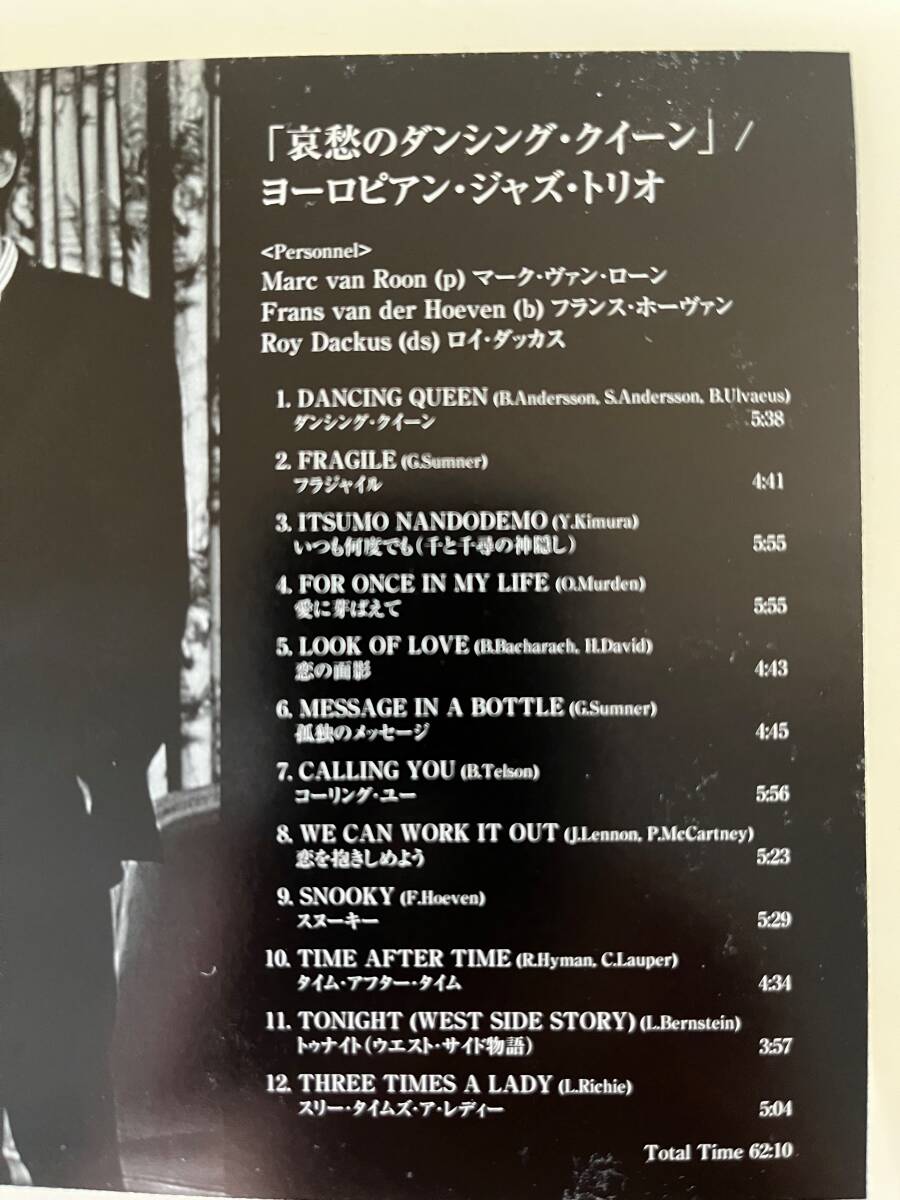 「哀愁のダンシング・クイーン」/
ヨーロピアン・ジャズ・トリオ
<Personnel>
Marc van Roon (p) マーク・ヴァン・ローン
Frans van der Hoeven (b) フランス・ホーヴァン
Roy Dackus (ds) ロイ・ダッカス
1. DANCING QUEEN (B.Andersson, S.Andersson, B.Ulvaeus)
ダンシング・クイーン 5:38
2. FRAGILE (G.Sumner)
フラジャイル 4:41
3. ITSUMO NANDODEMO (Y.Kimura)
いつも何度でも(千と千尋の神隠し) 5:55
4. FOR ONCE IN MY LIFE (O.Murden)
愛に芽ばえて 5:55
5. LOOK OF LOVE (B.Bacharach, H.David)
恋の面影 4:43
6. MESSAGE IN A BOTTLE (G.Sumner)
孤独のメッセージ 4:45
7. CALLING YOU (B.Telson)
コーリング・ユー 5:56
8. WE CAN WORK IT OUT (J.Lennon, P.McCartney)
恋を抱きしめよう 5:23
9. SNOOKY (F.Hoeven)
スヌーキー 5:29
10. TIME AFTER TIME (R.Hyman, C.Lauper)
タイム・アフター・タイム 4:34
11. TONIGHT (WEST SIDE STORY) (L.Bernstein)
トゥナイト(ウエスト・サイド物語) 3:57
12. THREE TIMES A LADY (L.Richie)
スリー・タイムズ・ア・レディー 5:04
Total Time 62:10